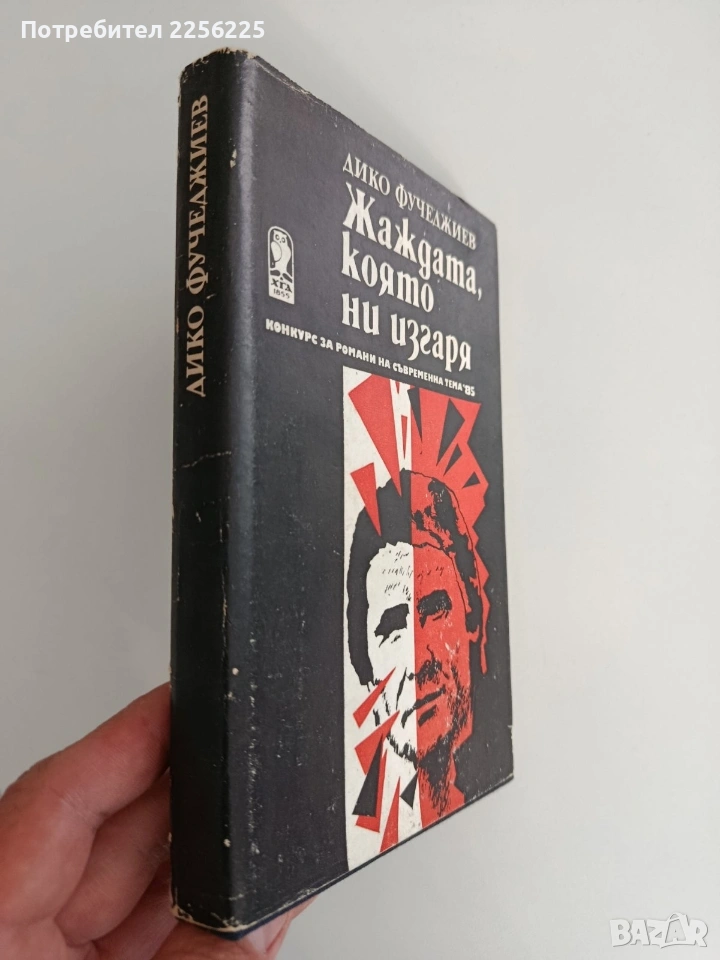 Потребител 2256225
ДИКО ФУЧЕДЖИЕВ
ДИКО ФУЧЕДЖИЕВ
Жаждата,
която
ни изгаря
ХГД
1855
КОНКУРС ЗА РОМАНИ НА СЪВРЕМЕННА ТЕМА '85
BAZAR